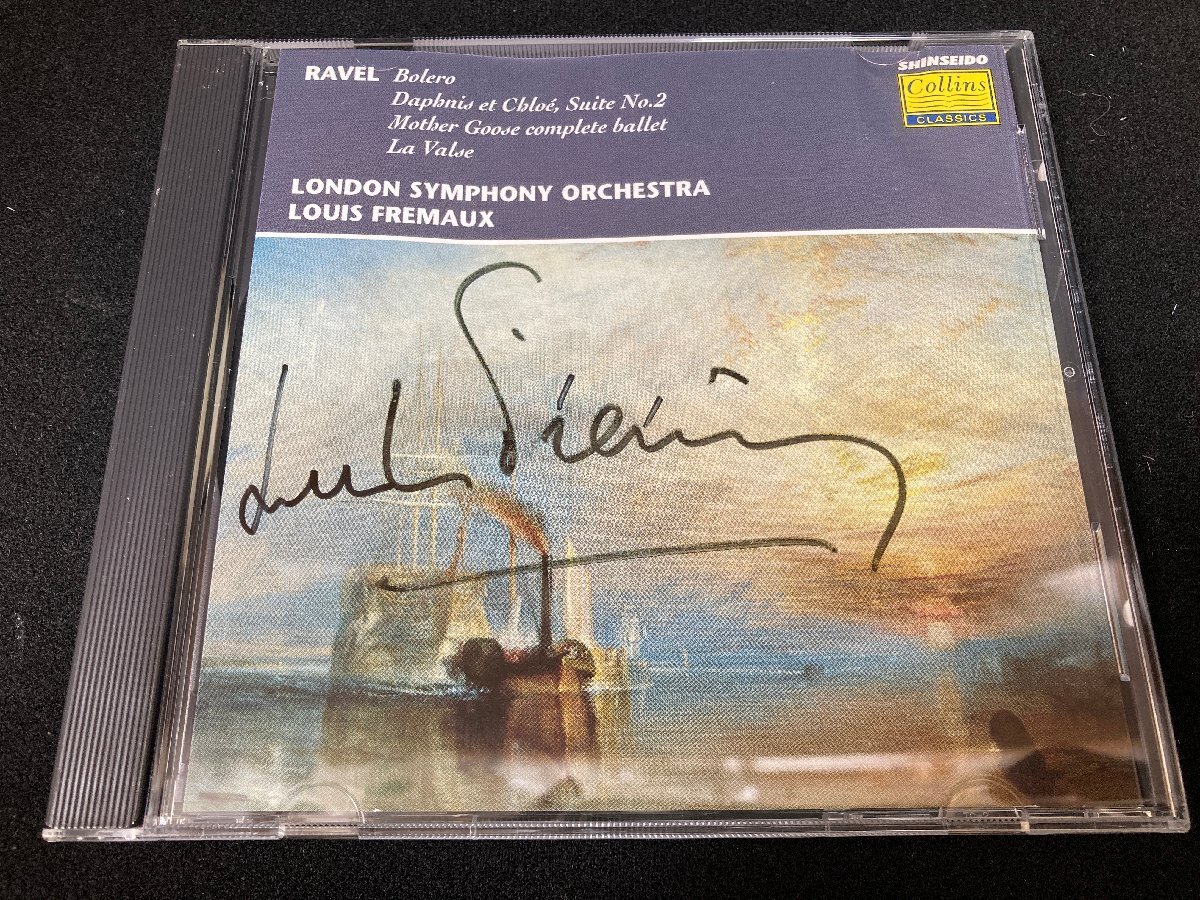 RAVEL Bolero
Daphnis et Chloé, Suite No.2
Mother Goose complete ballet
La Valse
LONDON SYMPHONY ORCHESTRA
LOUIS FREMAUX
SHINSEIDO
Collins
CLASSICS